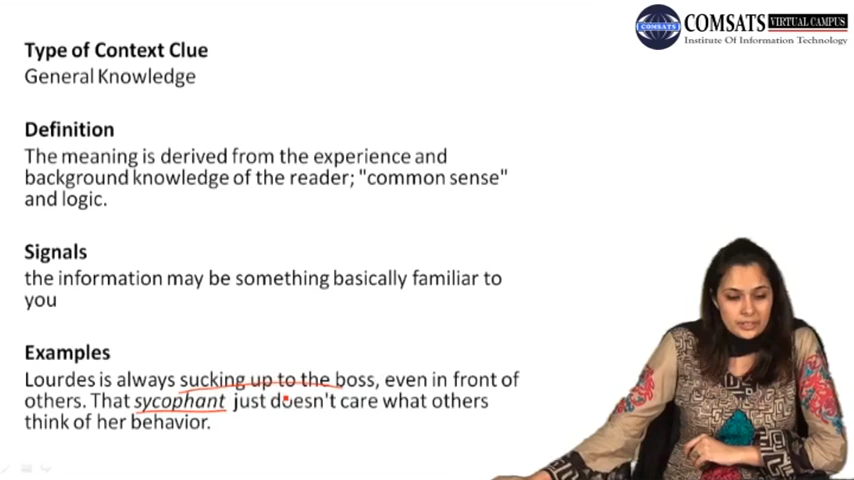 COMSATS VIRTUAL CAMPUS
COMSATS
Institute Of Information Technology
Type of Context Clue
General Knowledge
Definition
The meaning is derived from the experience and
background knowledge of the reader; "common sense"
and logic.
Signals
the information may be something basically familiar to
you
Examples
Lourdes is always sucking up to the boss, even in front of
others. That sycophant just doesn't care what others
think of her behavior.